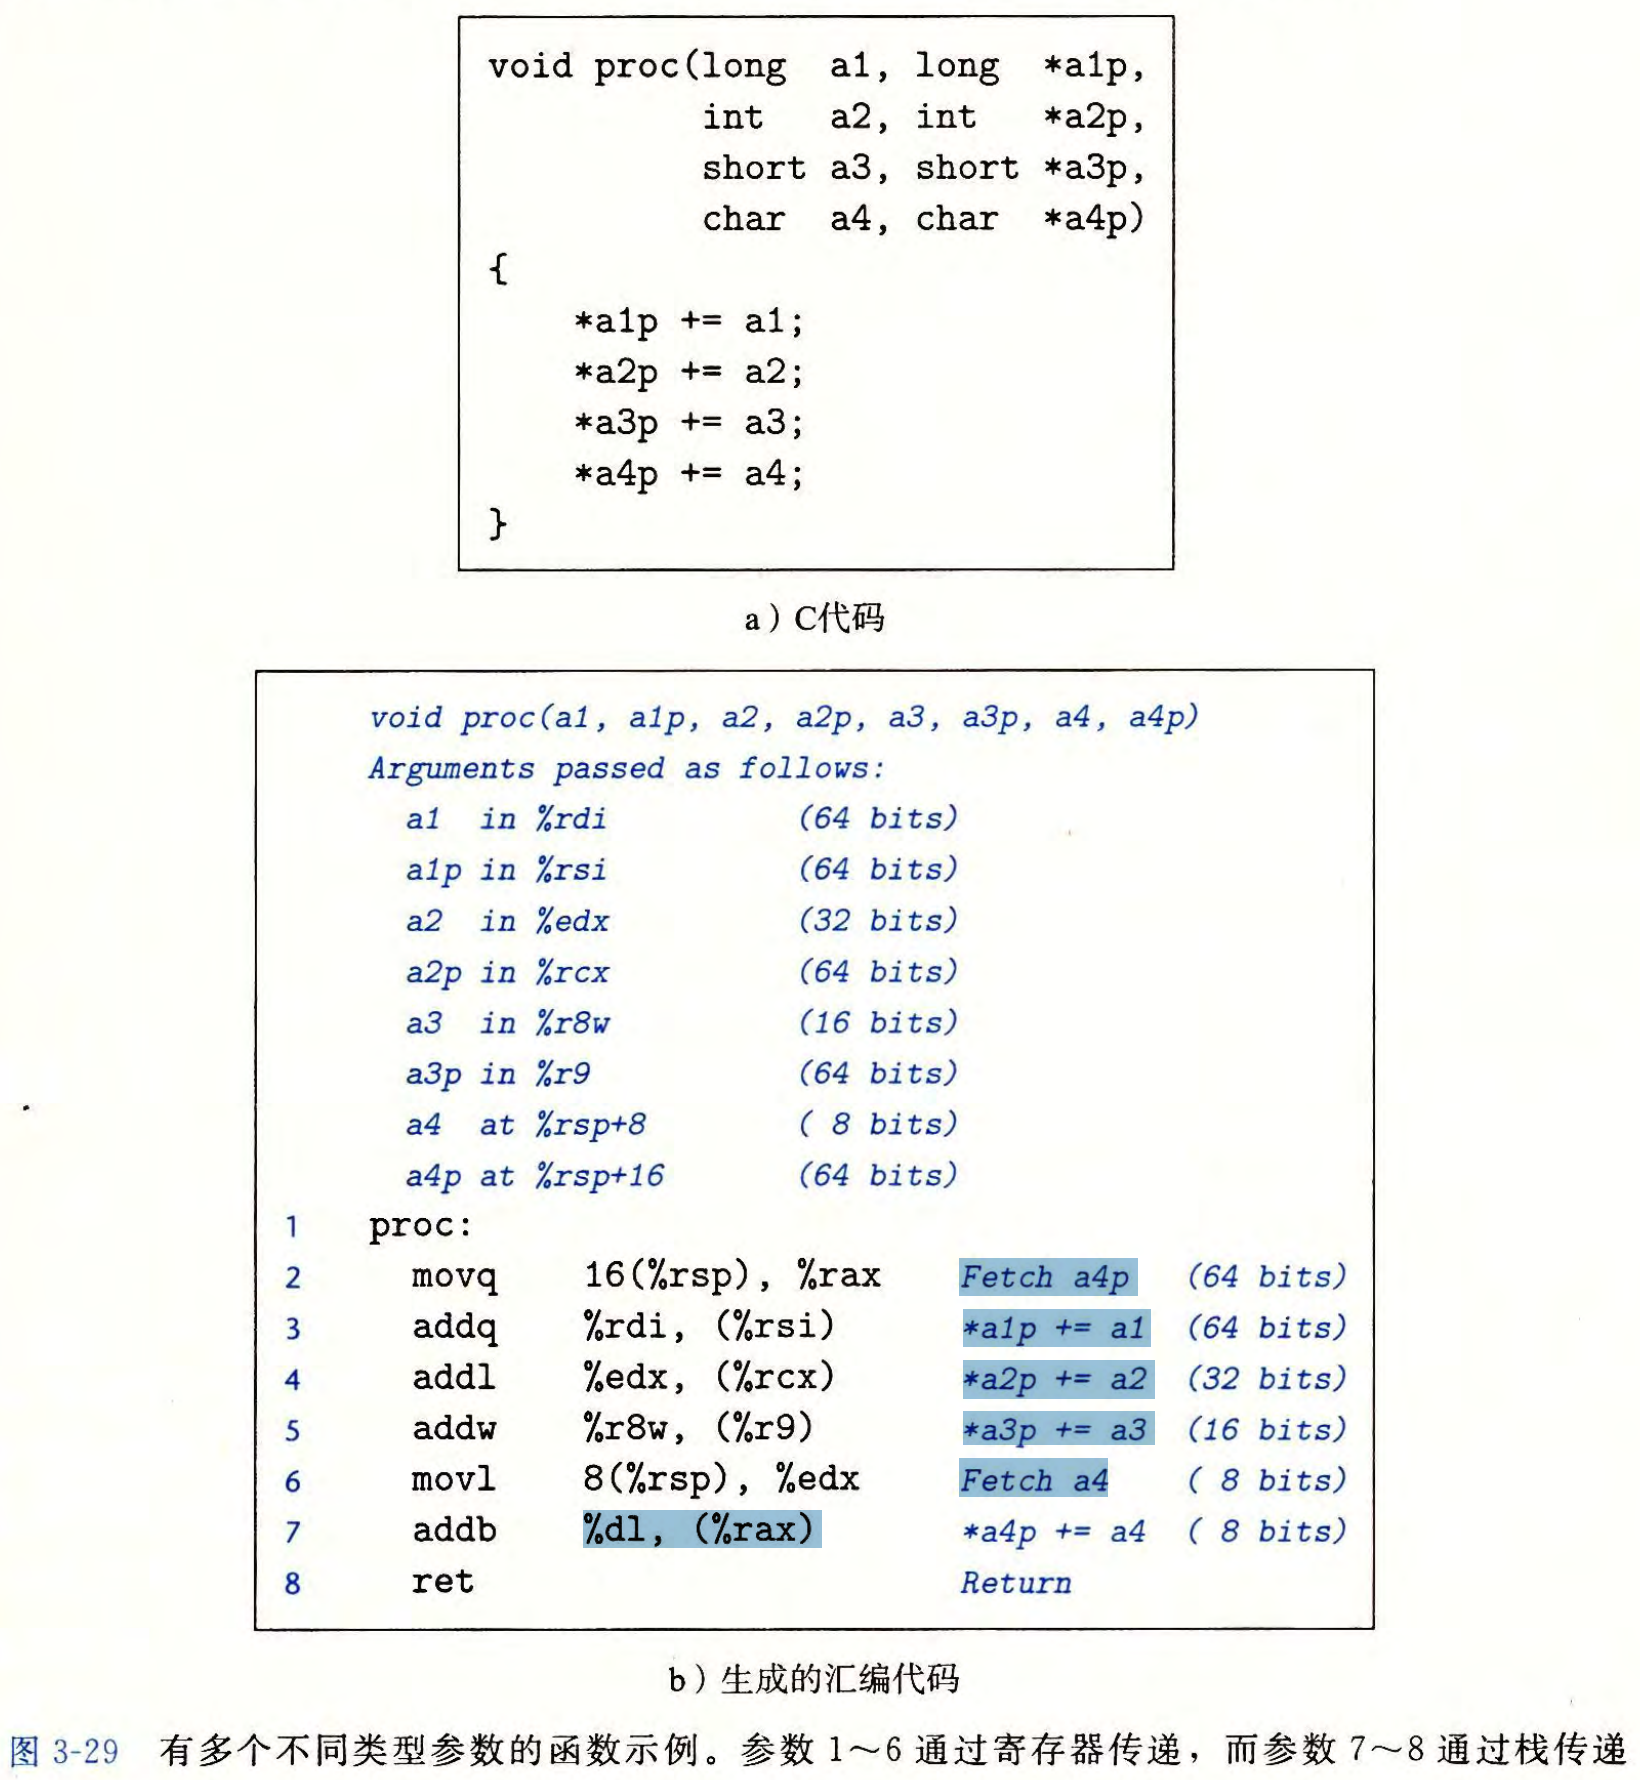 void proc(long a1, long *a1p,
int a2, int *a2p,
short a3, short *a3p,
char a4, char *a4p)
{
*a1p += a1;
*a2p += a2;
*a3p += a3;
*a4p += a4;
}
a）C代码
void proc(a1, a1p, a2, a2p, a3, a3p, a4, a4p)
Arguments passed as follows:
a1 in %rdi (64 bits)
a1p in %rsi (64 bits)
a2 in %edx (32 bits)
a2p in %rcx (64 bits)
a3 in %r8w (16 bits)
a3p in %r9 (64 bits)
a4 at %rsp+8 ( 8 bits)
a4p at %rsp+16 (64 bits)
1 proc:
2 movq 16(%rsp), %rax Fetch a4p (64 bits)
3 addq %rdi, (%rsi) *a1p += a1 (64 bits)
4 addl %edx, (%rcx) *a2p += a2 (32 bits)
5 addw %r8w, (%r9) *a3p += a3 (16 bits)
6 movl 8(%rsp), %edx Fetch a4 ( 8 bits)
7 addb %dl, (%rax) *a4p += a4 ( 8 bits)
8 ret Return
b）生成的汇编代码
图 3-29 有多个不同类型参数的函数示例。参数 1～6 通过寄存器传递，而参数 7～8 通过栈传递